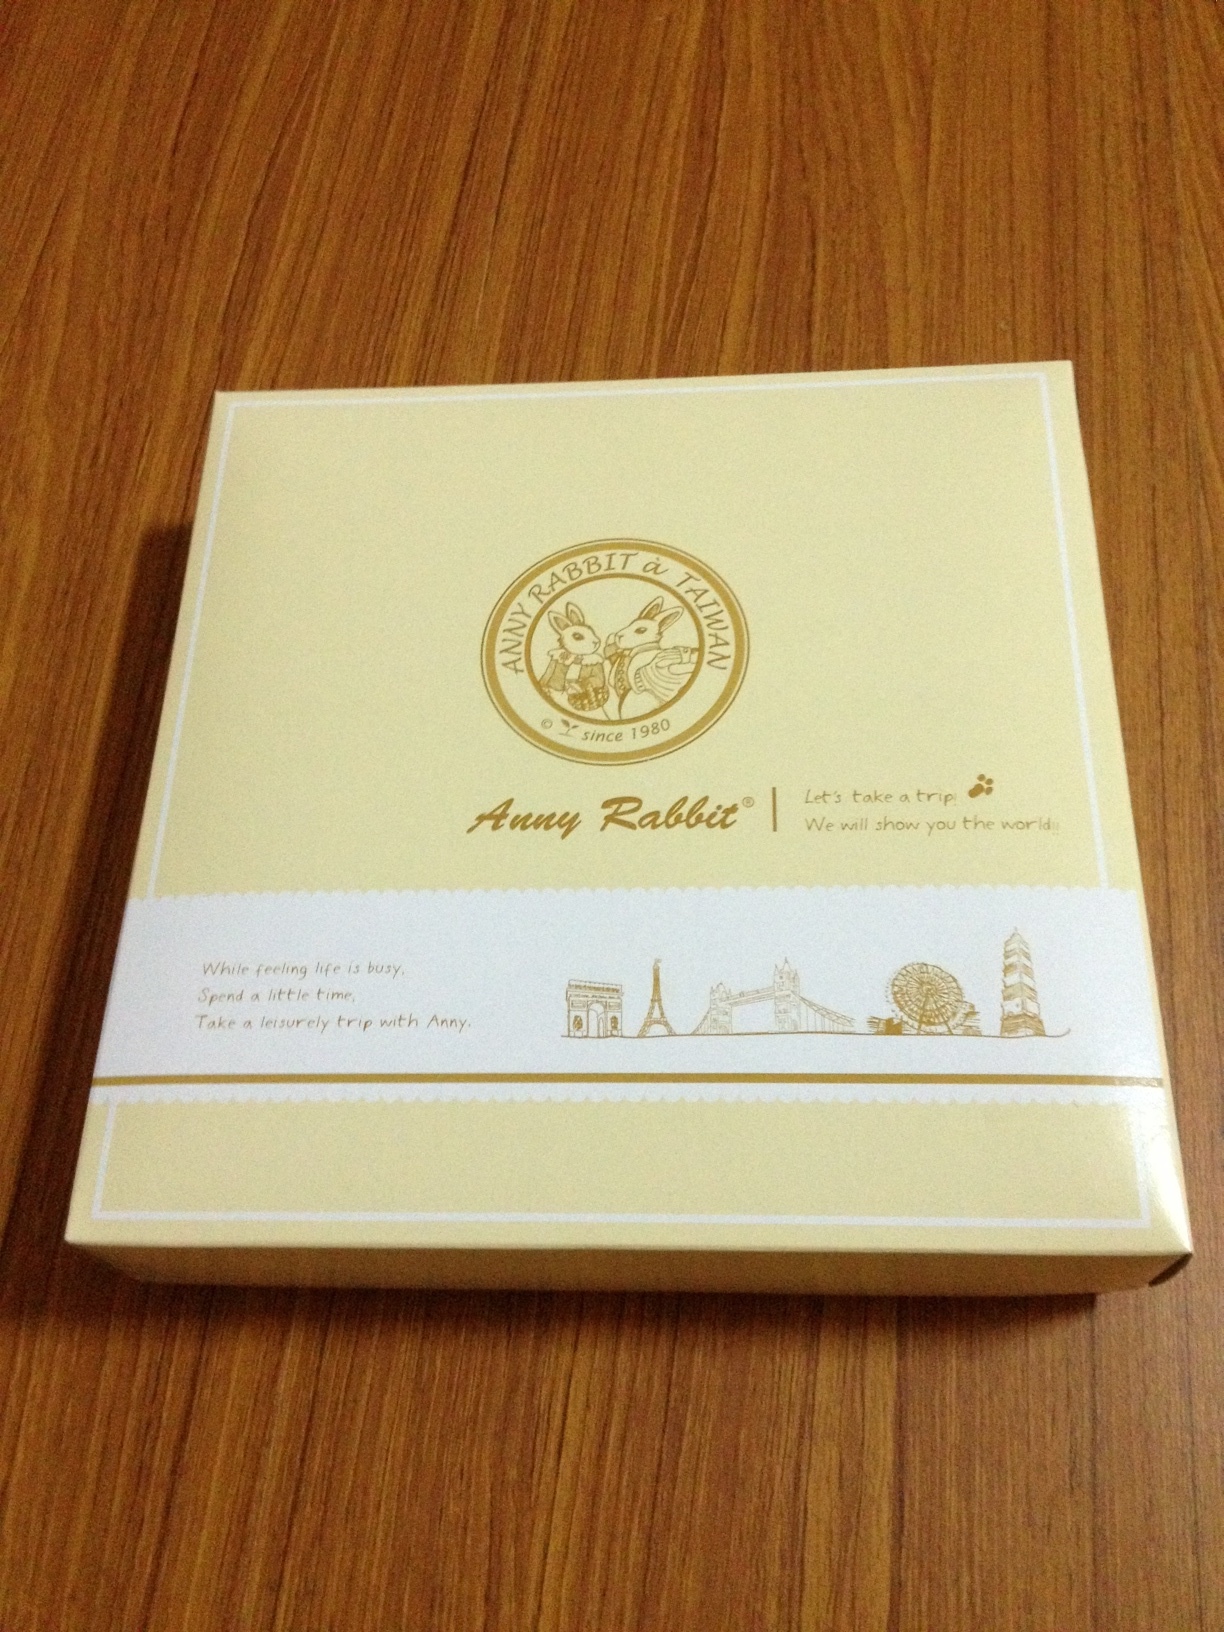 ANNY RABBIT à TAIWAN
© since 1980
Anny Rabbit®
Let's take a trip!
We will show you the world!!
While feeling life is busy,
Spend a little time,
Take a leisurely trip with Anny.